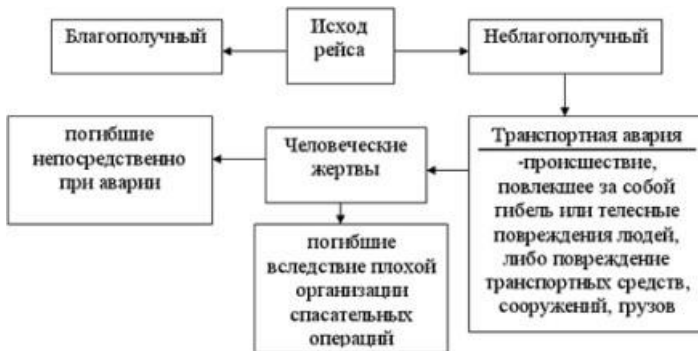 Благополучный
Исход
рейса
Неблагополучный
погибшие
непосредственно
при аварии
Человеческие
жертвы
Транспортная авария
-происшествие,
повлекшее за собой
гибель или телесные
повреждения людей,
либо повреждение
транспортных средств,
сооружений, грузов
погибшие
вследствие плохой
организации
спасательных
операций